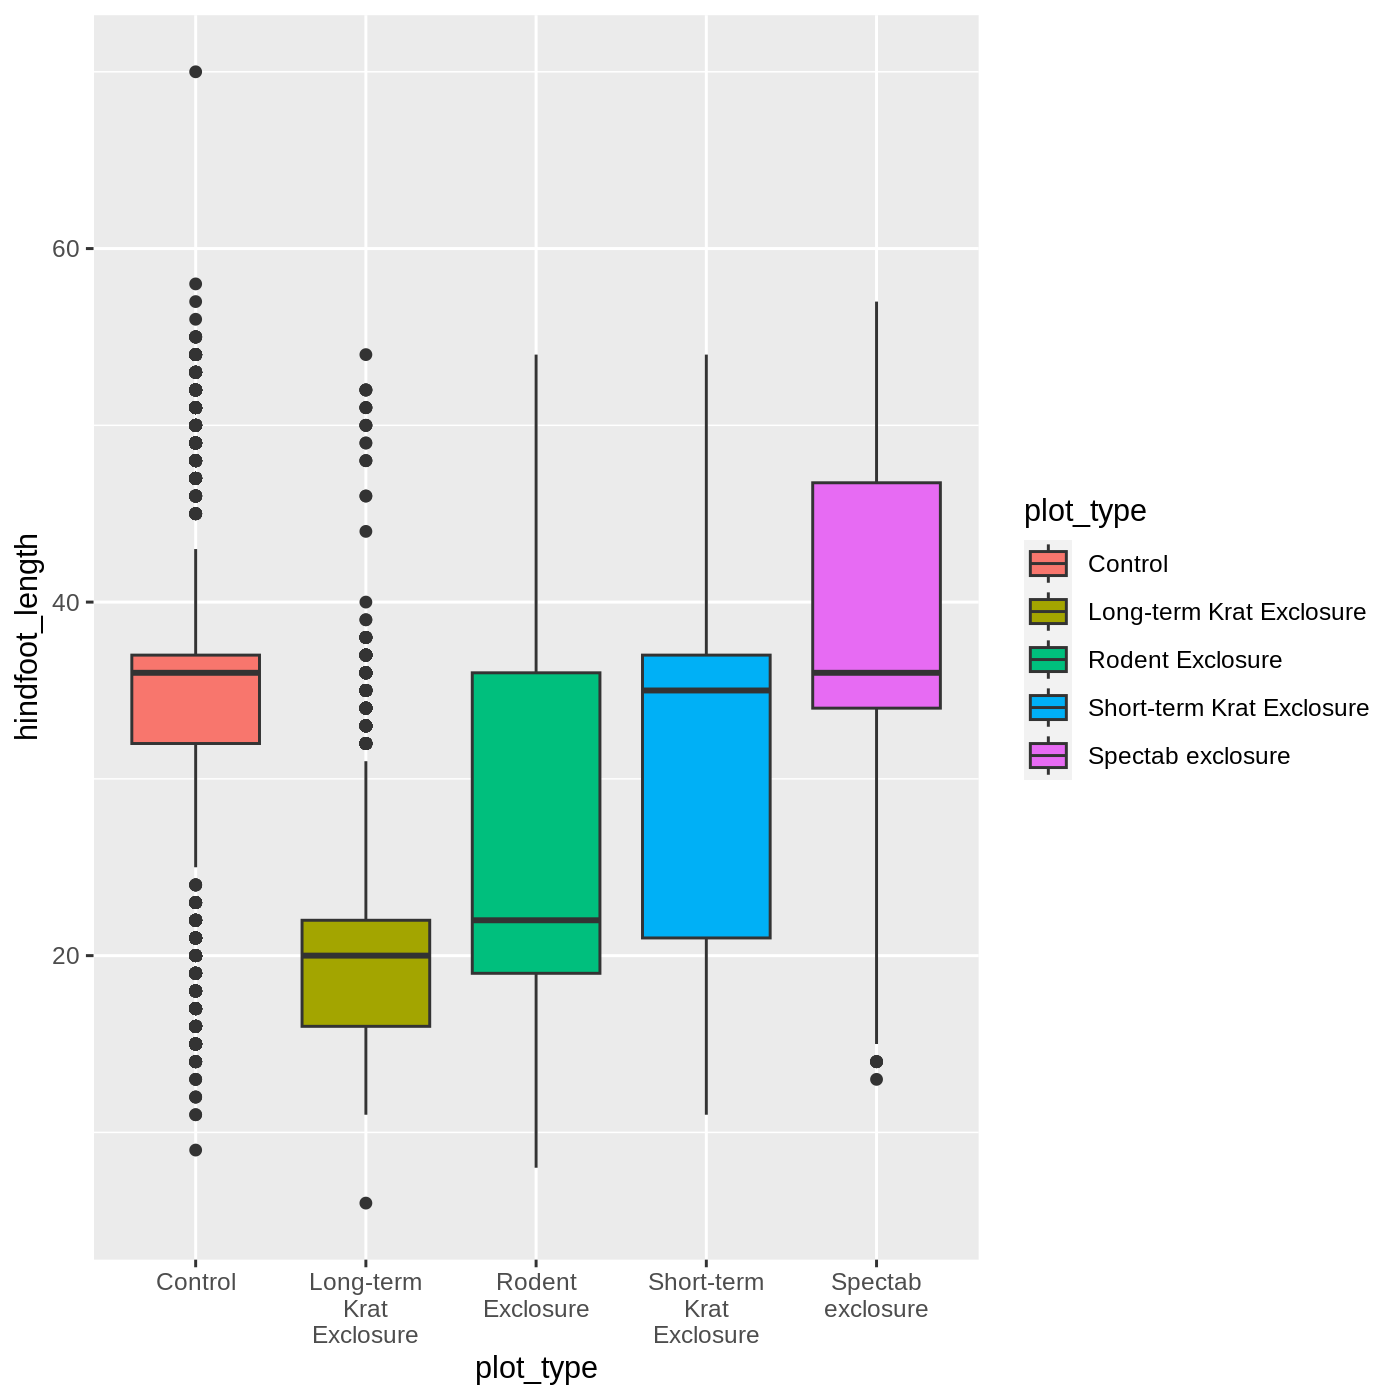 hindfoot_length
60
40
20
Control
Long-term
Krat
Exclosure
Rodent
Exclosure
Short-term
Krat
Exclosure
Spectab
exclosure
plot_type
plot_type
Control
Long-term Krat Exclosure
Rodent Exclosure
Short-term Krat Exclosure
Spectab exclosure